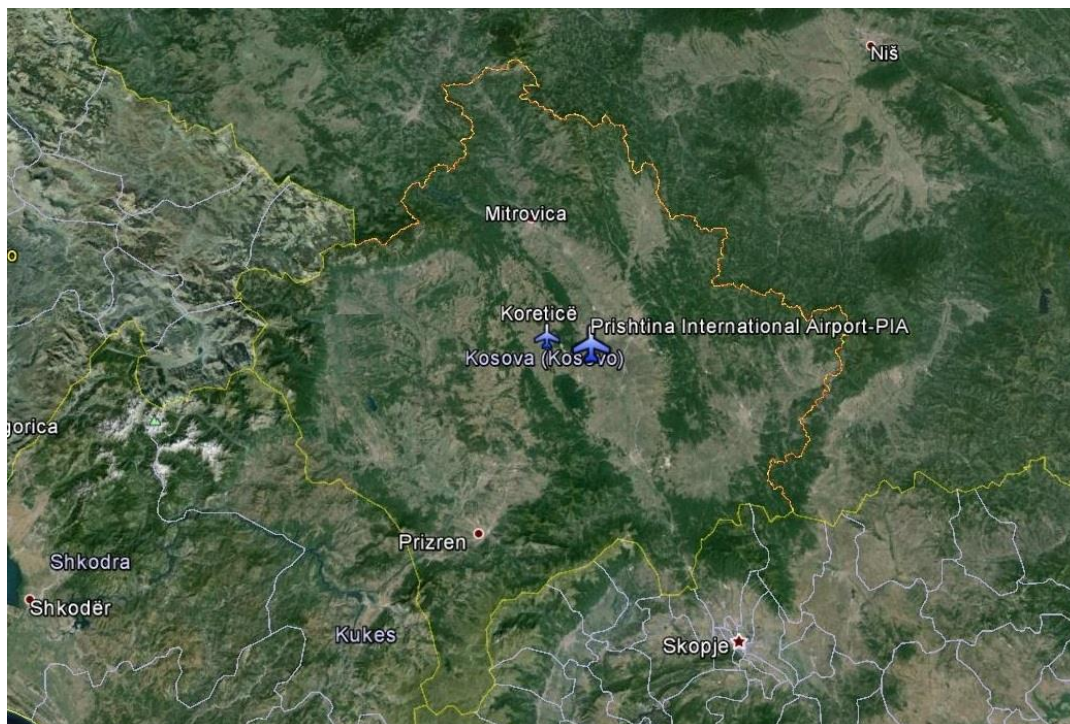 Niš
Mitrovica
o
Koreticë
Prishtina International Airport-PIA
Kosova (Kosovo)
gorica
Prizren
Shkodra
Shkodër
Kukes
Skopje